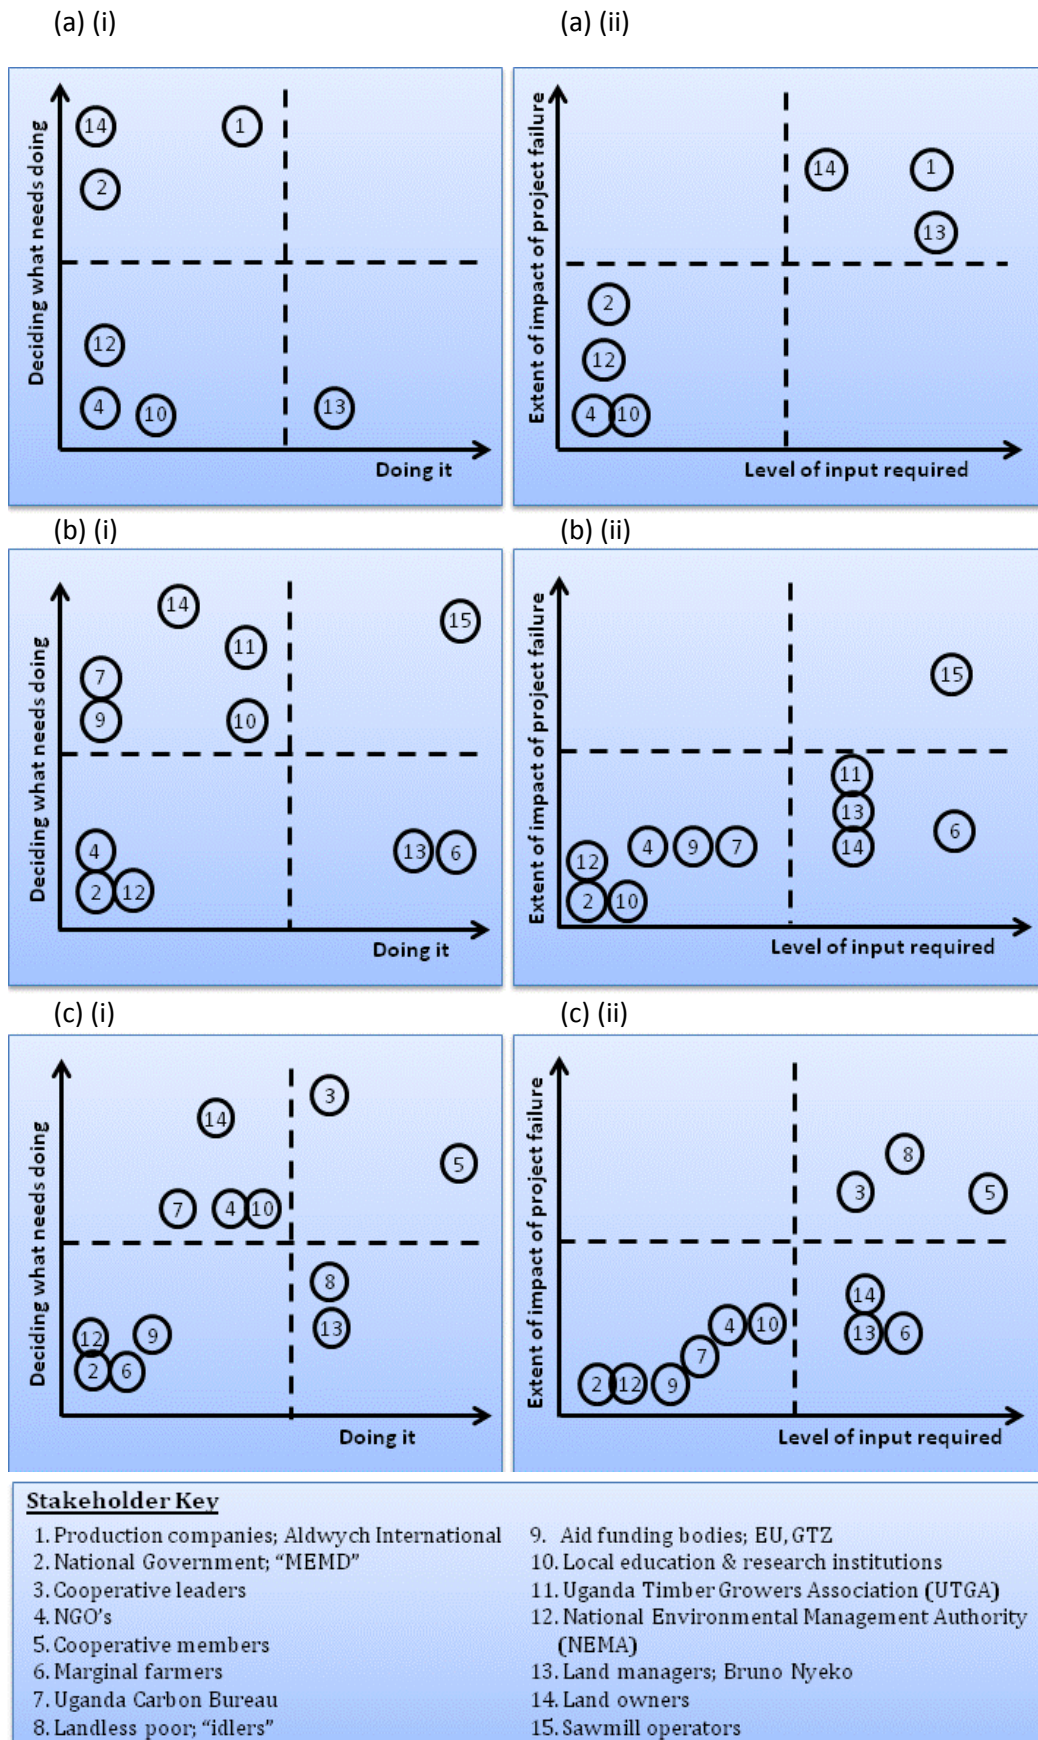 (a) (i)
(a) (ii)
Deciding what needs doing
14
1
2
12
4
10
13
Doing it
Extent of impact of project failure
14
1
13
2
12
4
10
Level of input required
(b) (i)
(b) (ii)
Deciding what needs doing
14
15
11
7
9
10
4
13
6
2
12
Doing it
Extent of impact of project failure
15
11
13
6
14
4
9
7
12
2
10
Level of input required
(c) (i)
(c) (ii)
Deciding what needs doing
3
14
5
7
4
10
8
13
12
9
2
6
Doing it
Extent of impact of project failure
8
3
5
14
13
6
4
10
7
2
12
9
Level of input required
Stakeholder Key
1. Production companies; Aldwych International
2. National Government; “MEMD”
3. Cooperative leaders
4. NGO’s
5. Cooperative members
6. Marginal farmers
7. Uganda Carbon Bureau
8. Landless poor; “idlers”
9. Aid funding bodies; EU, GTZ
10. Local education & research institutions
11. Uganda Timber Growers Association (UTGA)
12. National Environmental Management Authority
(NEMA)
13. Land managers; Bruno Nyeko
14. Land owners
15. Sawmill operators